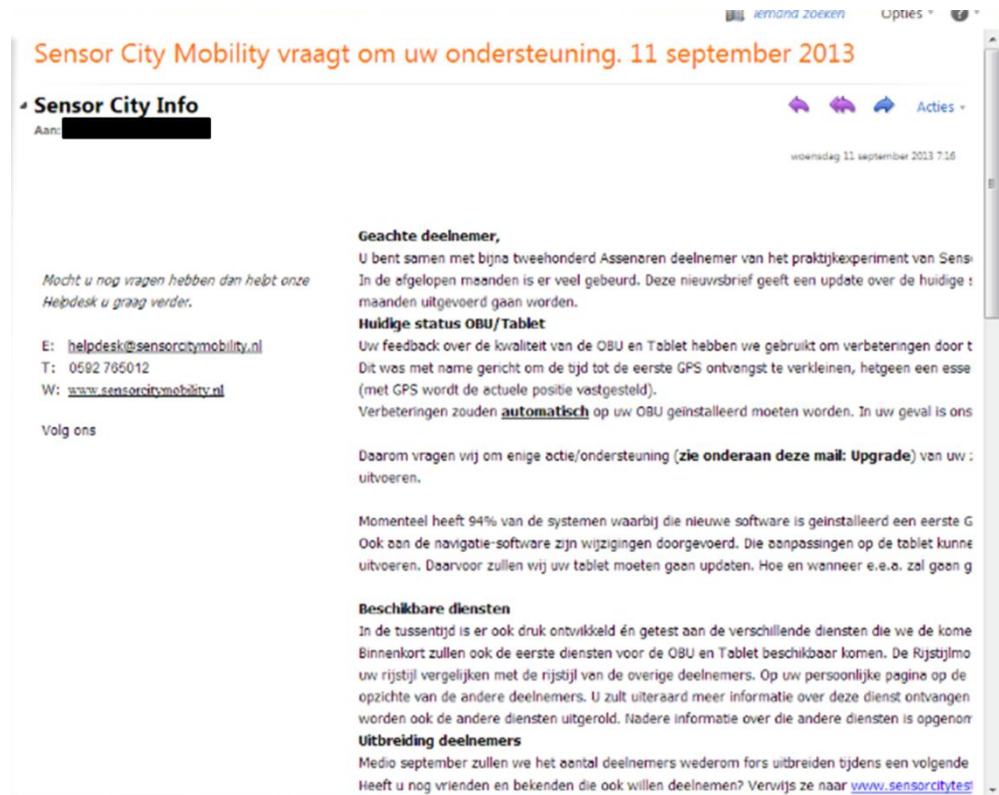 iemand zoeken Opties
Sensor City Mobility vraagt om uw ondersteuning. 11 september 2013
Sensor City Info
Acties
Aan:
woensdag 11 september 2013 7:16
Mocht u nog vragen hebben dan helpt onze
Helpdesk u graag verder.
E: helpdesk@sensorcitymobility.nl
T: 0592 765012
W: www.sensorcitymobility.nl
Volg ons
Geachte deelnemer,
U bent samen met bijna tweehonderd Assenaren deelnemer van het praktijkexperiment van Sens
In de afgelopen maanden is er veel gebeurd. Deze nieuwsbrief geeft een update over de huidige s
maanden uitgevoerd gaan worden.
Huidige status OBU/Tablet
Uw feedback over de kwaliteit van de OBU en Tablet hebben we gebruikt om verbeteringen door t
Dit was met name gericht om de tijd tot de eerste GPS ontvangst te verkleinen, hetgeen een esse
(met GPS wordt de actuele positie vastgesteld).
Verbeteringen zouden automatisch op uw OBU geïnstalleerd moeten worden. In uw geval is ons
Daarom vragen wij om enige actie/ondersteuning (zie onderaan deze mail: Upgrade) van uw
uitvoeren.
Momenteel heeft 94% van de systemen waarbij die nieuwe software is geinstalleerd een eerste G
Ook aan de navigatie-software zijn wijzigingen doorgevoerd. Die aanpassingen op de tablet kunne
uitvoeren. Daarvoor zullen wij uw tablet moeten gaan updaten. Hoe en wanneer e.e.a. zal gaan g
Beschikbare diensten
In de tussentijd is er ook druk ontwikkeld én getest aan de verschillende diensten die we de kome
Binnenkort zullen ook de eerste diensten voor de OBU en Tablet beschikbaar komen. De Rijstijlmo
uw rijstijl vergelijken met de rijstijl van de overige deelnemers. Op uw persoonlijke pagina op de
opzichte van de andere deelnemers. U zult uiteraard meer informatie over deze dienst ontvangen
worden ook de andere diensten uitgerold. Nadere informatie over die andere diensten is opgenom
Uitbreiding deelnemers
Medio september zullen we het aantal deelnemers wederom fors uitbreiden tijdens een volgende
Heeft u nog vrienden en bekenden die ook willen deelnemen? Verwijs ze naar www.sensorcitytest